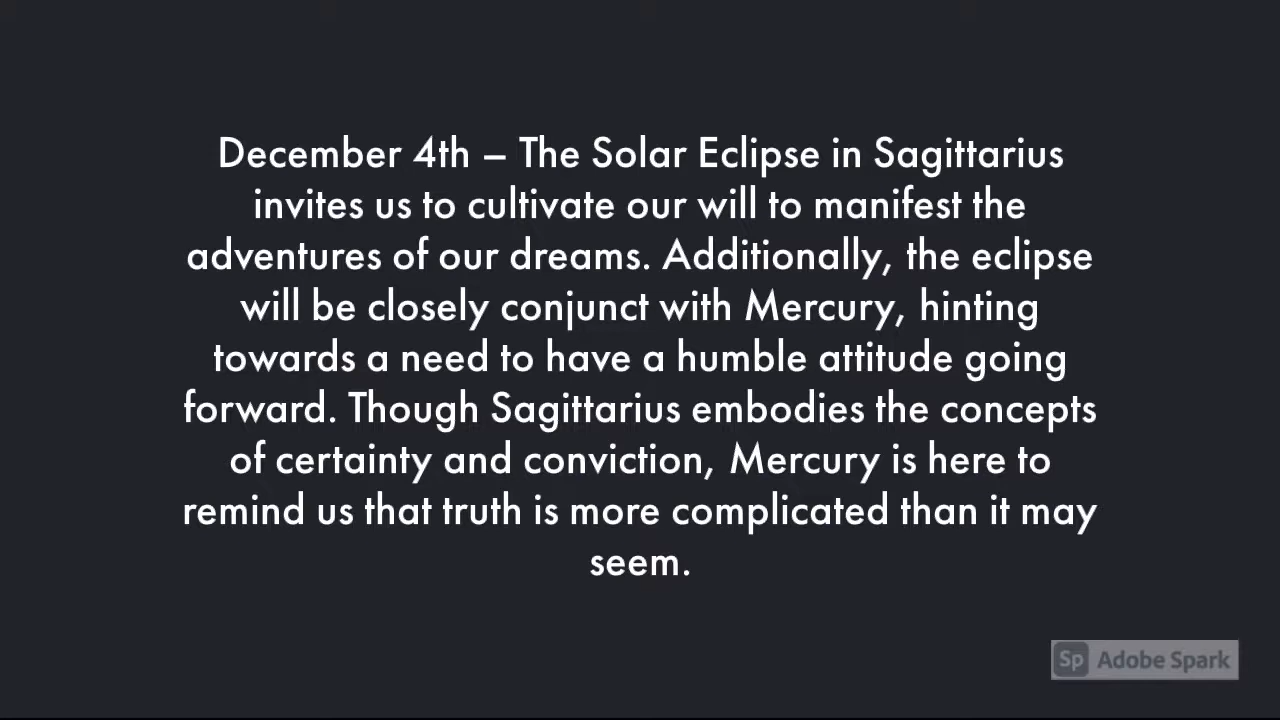 December 4th – The Solar Eclipse in Sagittarius
invites us to cultivate our will to manifest the
adventures of our dreams. Additionally, the eclipse
will be closely conjunct with Mercury, hinting
towards a need to have a humble attitude going
forward. Though Sagittarius embodies the concepts
of certainty and conviction, Mercury is here to
remind us that truth is more complicated than it may
seem.
Sp Adobe Spark